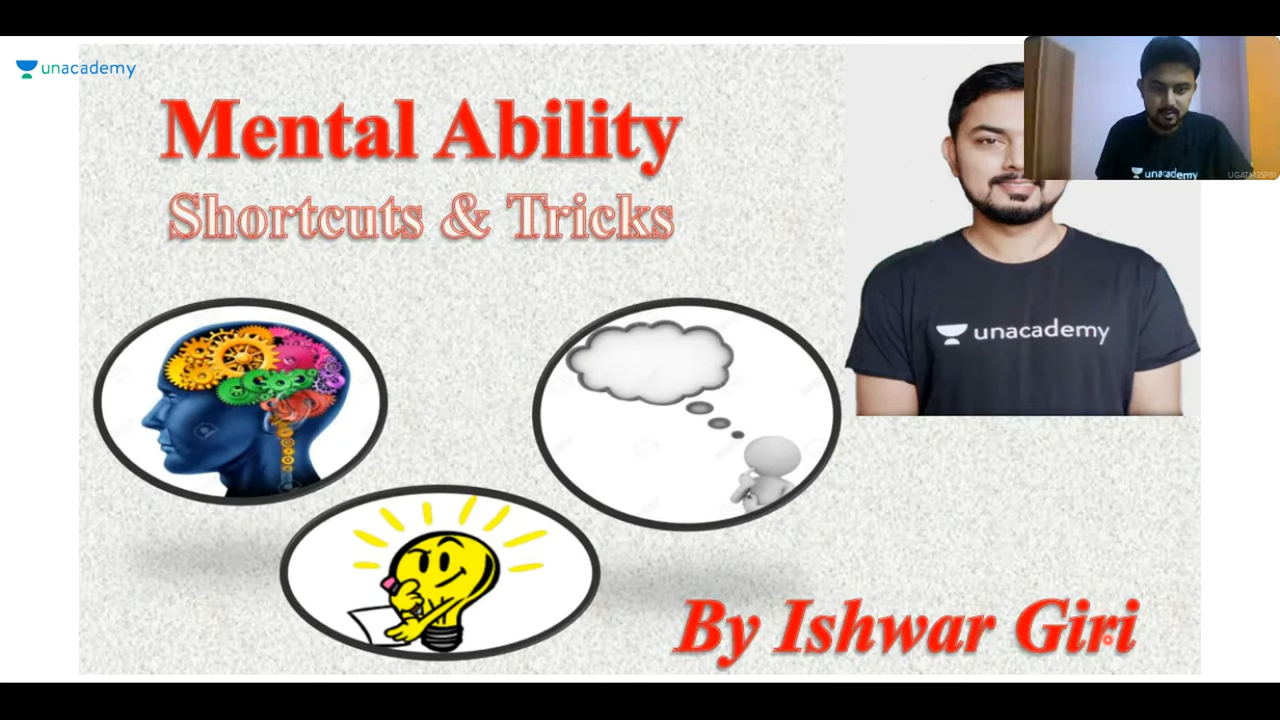 unacademy
Mental Ability
Shortcuts & Tricks
unacademy
unacademy
By Ishwar Giri